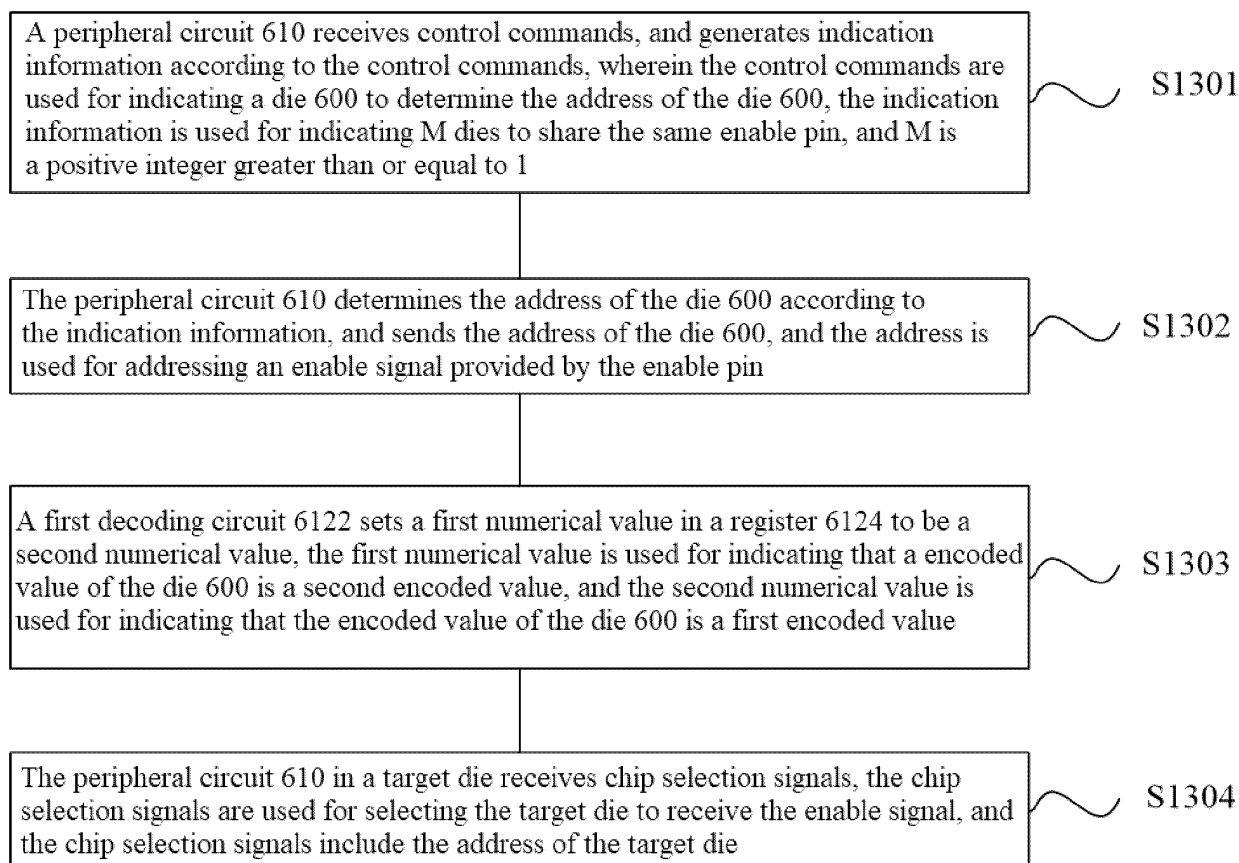 A peripheral circuit 610 receives control commands, and generates indication
information according to the control commands, wherein the control commands are
used for indicating a die 600 to determine the address of the die 600, the indication
information is used for indicating M dies to share the same enable pin, and M is
a positive integer greater than or equal to 1
S1301
The peripheral circuit 610 determines the address of the die 600 according to
the indication information, and sends the address of the die 600, and the address is
used for addressing an enable signal provided by the enable pin
S1302
A first decoding circuit 6122 sets a first numerical value in a register 6124 to be a
second numerical value, the first numerical value is used for indicating that a encoded
value of the die 600 is a second encoded value, and the second numerical value is
used for indicating that the encoded value of the die 600 is a first encoded value
S1303
The peripheral circuit 610 in a target die receives chip selection signals, the chip
selection signals are used for selecting the target die to receive the enable signal, and
the chip selection signals include the address of the target die
S1304